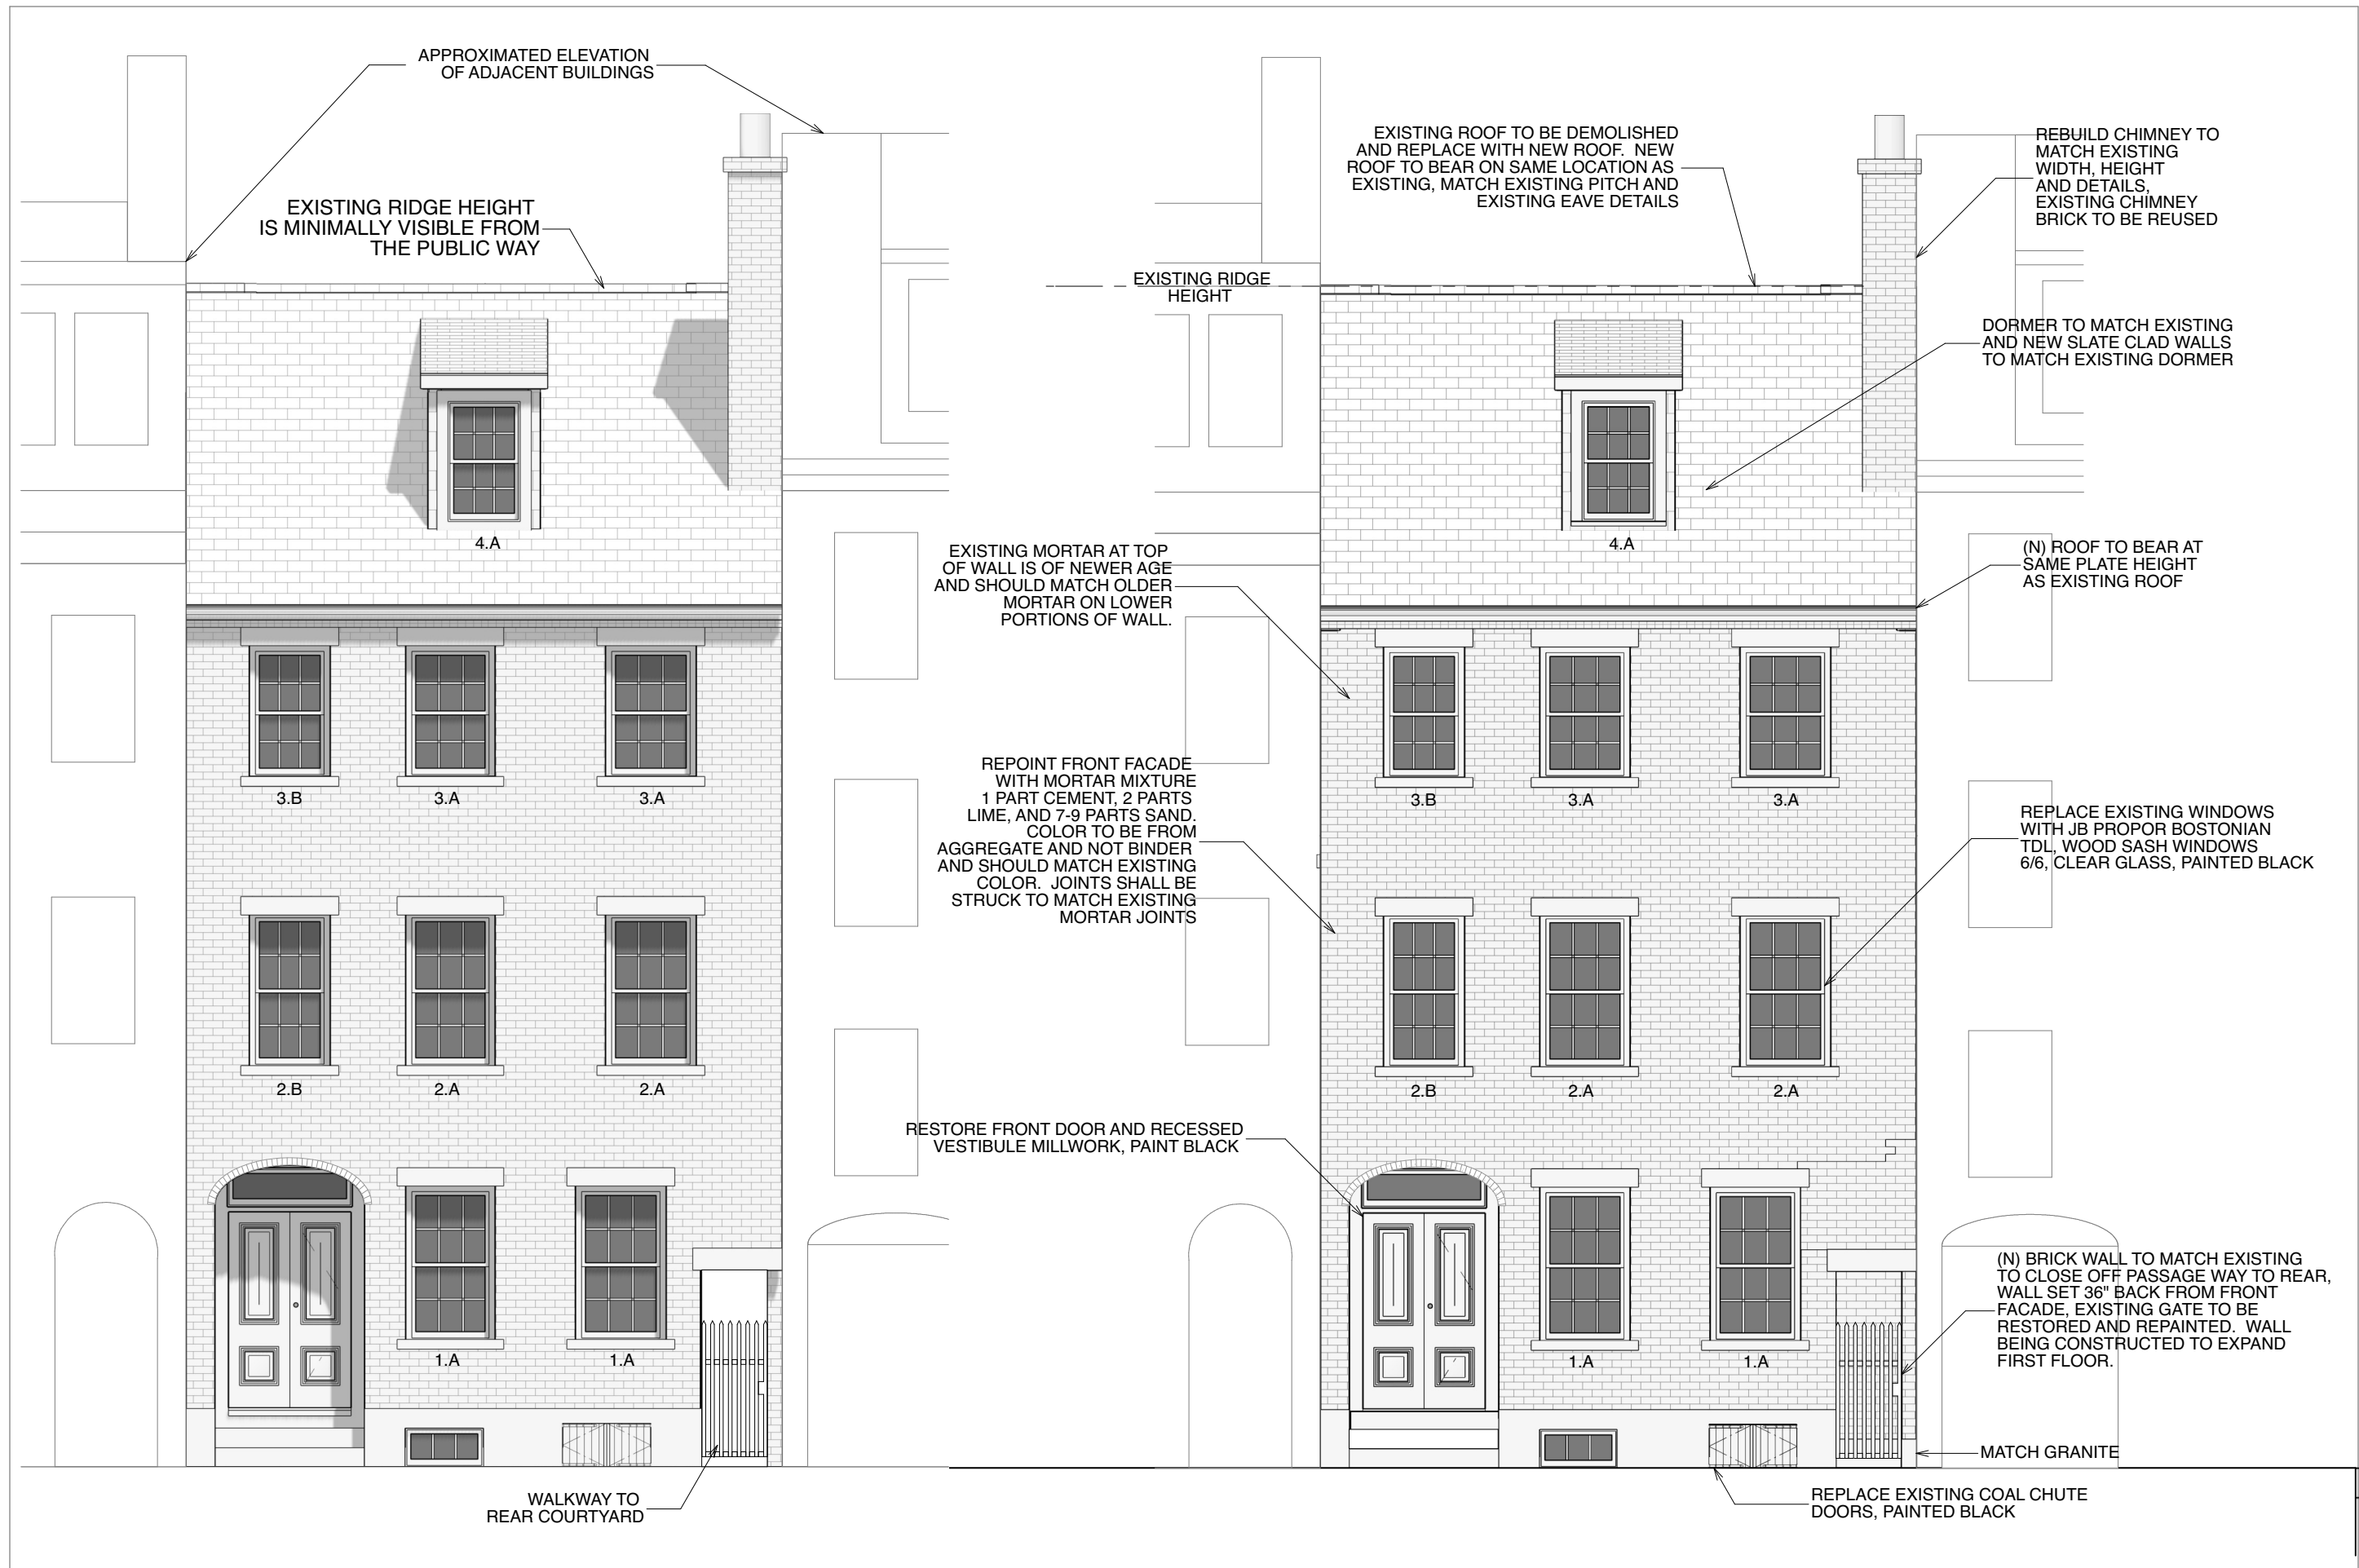 APPROXIMATED ELEVATION
OF ADJACENT BUILDINGS
EXISTING RIDGE HEIGHT
IS MINIMALLY VISIBLE FROM
THE PUBLIC WAY
4.A
3.B
3.A
3.A
2.B
2.A
2.A
1.A
1.A
WALKWAY TO
REAR COURTYARD
EXISTING ROOF TO BE DEMOLISHED
AND REPLACE WITH NEW ROOF. NEW
ROOF TO BEAR ON SAME LOCATION AS
EXISTING, MATCH EXISTING PITCH AND
EXISTING EAVE DETAILS
REBUILD CHIMNEY TO
MATCH EXISTING
WIDTH, HEIGHT
AND DETAILS,
EXISTING CHIMNEY
BRICK TO BE REUSED
EXISTING RIDGE
HEIGHT
DORMER TO MATCH EXISTING
AND NEW SLATE CLAD WALLS
TO MATCH EXISTING DORMER
4.A
EXISTING MORTAR AT TOP
OF WALL IS OF NEWER AGE
AND SHOULD MATCH OLDER
MORTAR ON LOWER
PORTIONS OF WALL.
(N) ROOF TO BEAR AT
SAME PLATE HEIGHT
AS EXISTING ROOF
3.B
3.A
3.A
REPOINT FRONT FACADE
WITH MORTAR MIXTURE
1 PART CEMENT, 2 PARTS
LIME, AND 7-9 PARTS SAND.
COLOR TO BE FROM
AGGREGATE AND NOT BINDER
AND SHOULD MATCH EXISTING
COLOR. JOINTS SHALL BE
STRUCK TO MATCH EXISTING
MORTAR JOINTS
REPLACE EXISTING WINDOWS
WITH JB PROPOR BOSTONIAN
TDL, WOOD SASH WINDOWS
6/6, CLEAR GLASS, PAINTED BLACK
2.B
2.A
2.A
RESTORE FRONT DOOR AND RECESSED
VESTIBULE MILLWORK, PAINT BLACK
1.A
1.A
(N) BRICK WALL TO MATCH EXISTING
TO CLOSE OFF PASSAGE WAY TO REAR,
WALL SET 36" BACK FROM FRONT
FACADE, EXISTING GATE TO BE
RESTORED AND REPAINTED. WALL
BEING CONSTRUCTED TO EXPAND
FIRST FLOOR.
MATCH GRANITE
REPLACE EXISTING COAL CHUTE
DOORS, PAINTED BLACK